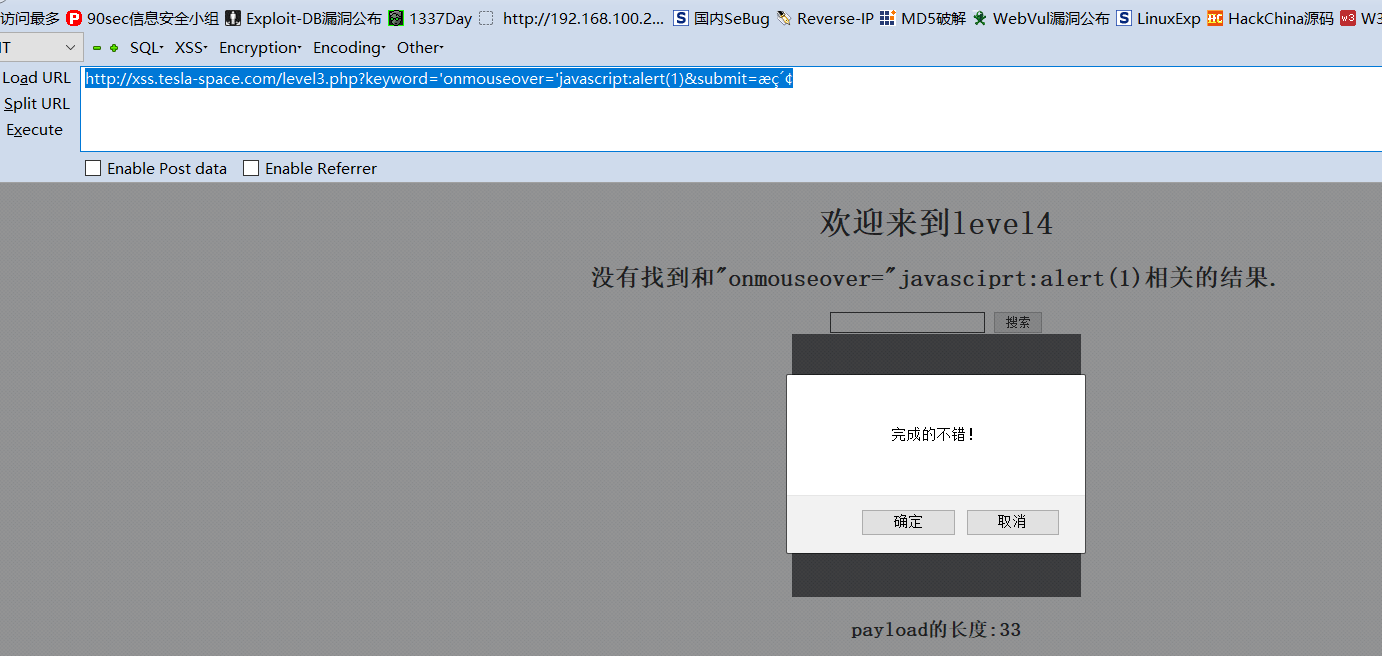 访问最多 90sec信息安全小组 Exploit-DB漏洞公布 1337Day http://192.168.100.2... 国内SeBug Reverse-IP MD5破解 WebVul漏洞公布 LinuxExp HackChina源码 W3
IT SQL XSS Encryption Encoding Other
Load URL http://xss.tesla-space.com/level3.php?keyword='onmouseover='javascript:alert(1)&submit=æç´¢
Split URL
Execute
Enable Post data Enable Referrer
欢迎来到level4
没有找到和"onmouseover="javasciprt:alert(1)相关的结果.
搜索
完成的不错!
确定 取消
payload的长度:33